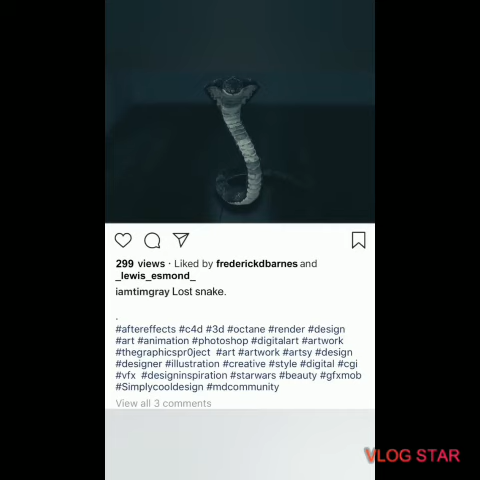 299 views · Liked by frederickdbarnes and
_lewis_esmond_
iamtimgray Lost snake.
.
#aftereffects #c4d #3d #octane #render #design
#art #animation #photoshop #digitalart #artwork
#thegraphicspr0ject #art #artwork #artsy #design
#designer #illustration #creative #style #digital #cgi
#vfx #designinspiration #starwars #beauty #gfxmob
#Simplycooldesign #mdcommunity
View all 3 comments
VLOG STAR